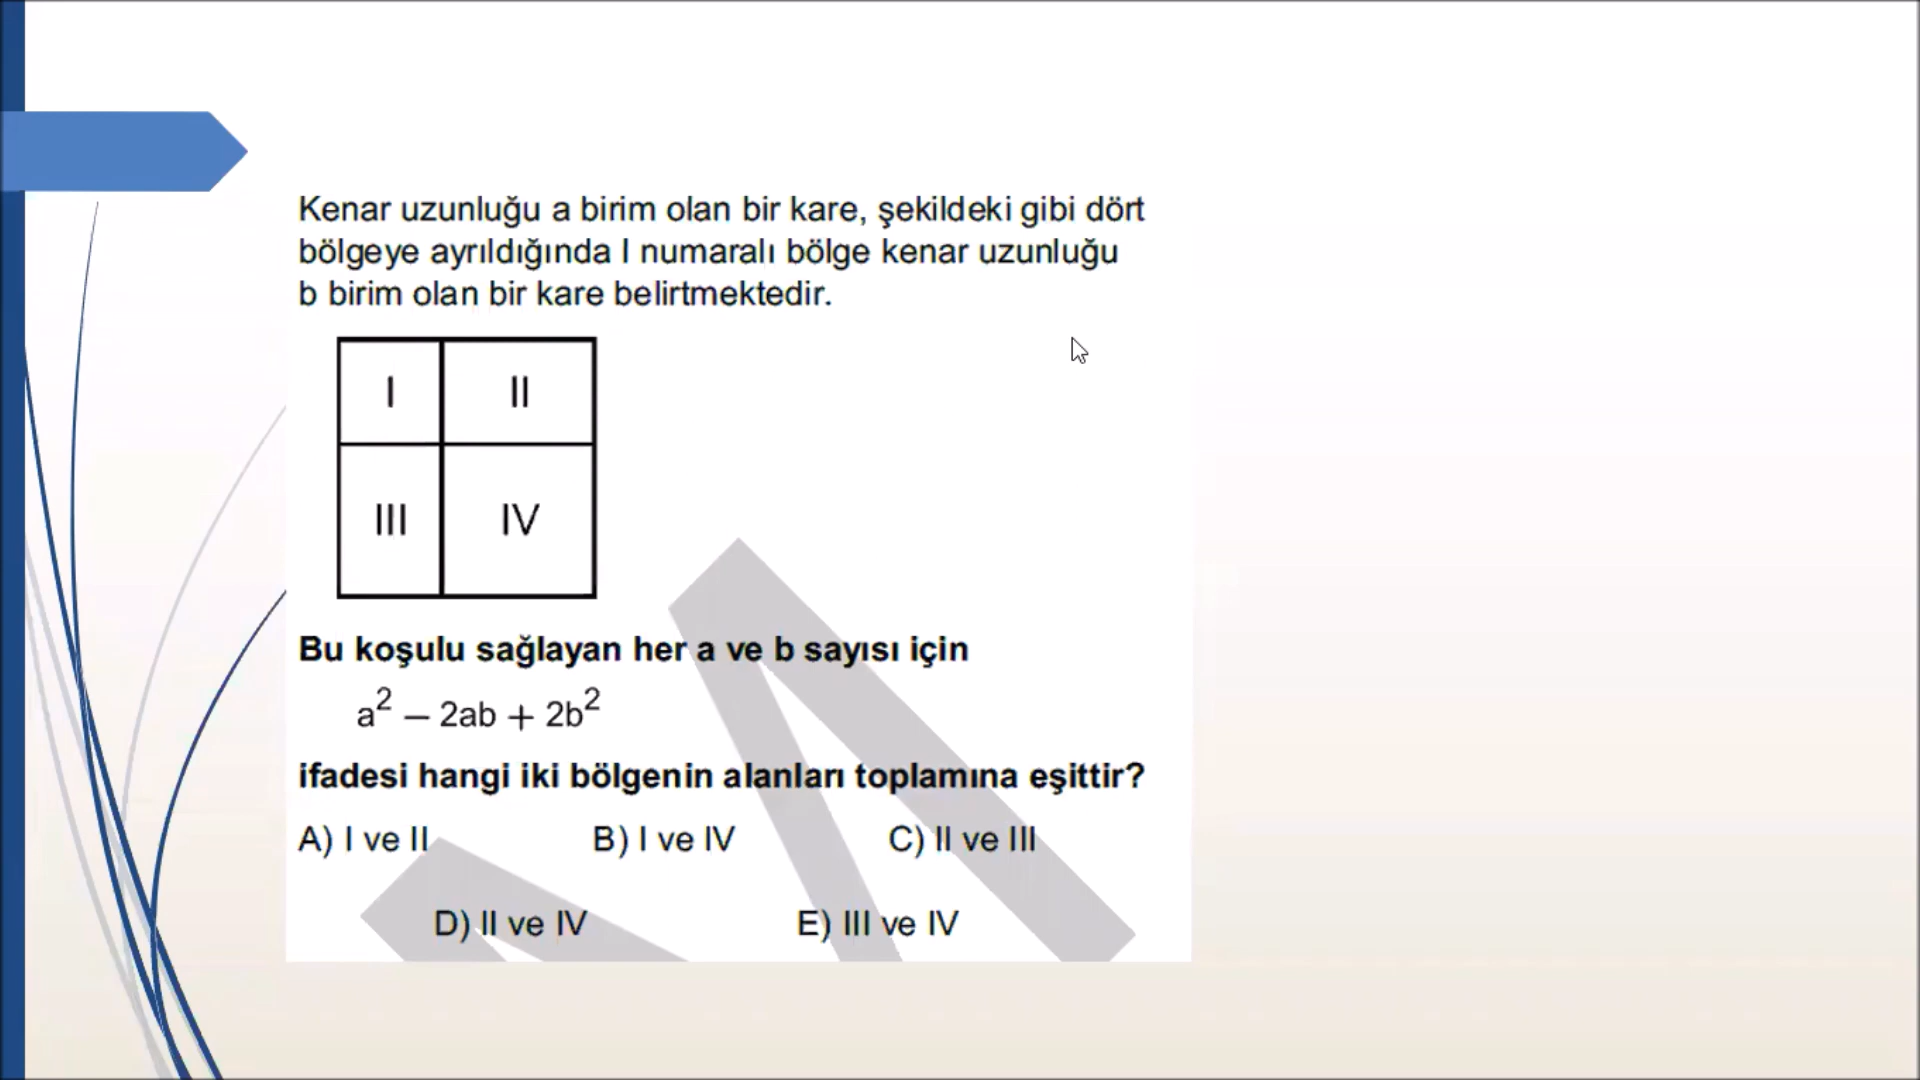 Kenar uzunluğu a birim olan bir kare, şekildeki gibi dört
bölgeye ayrıldığında I numaralı bölge kenar uzunluğu
b birim olan bir kare belirtmektedir.
I II
III IV
Bu koşulu sağlayan her a ve b sayısı için
a² – 2ab + 2b²
ifadesi hangi iki bölgenin alanları toplamına eşittir?
A) I ve II B) I ve IV C) II ve III
D) II ve IV E) III ve IV